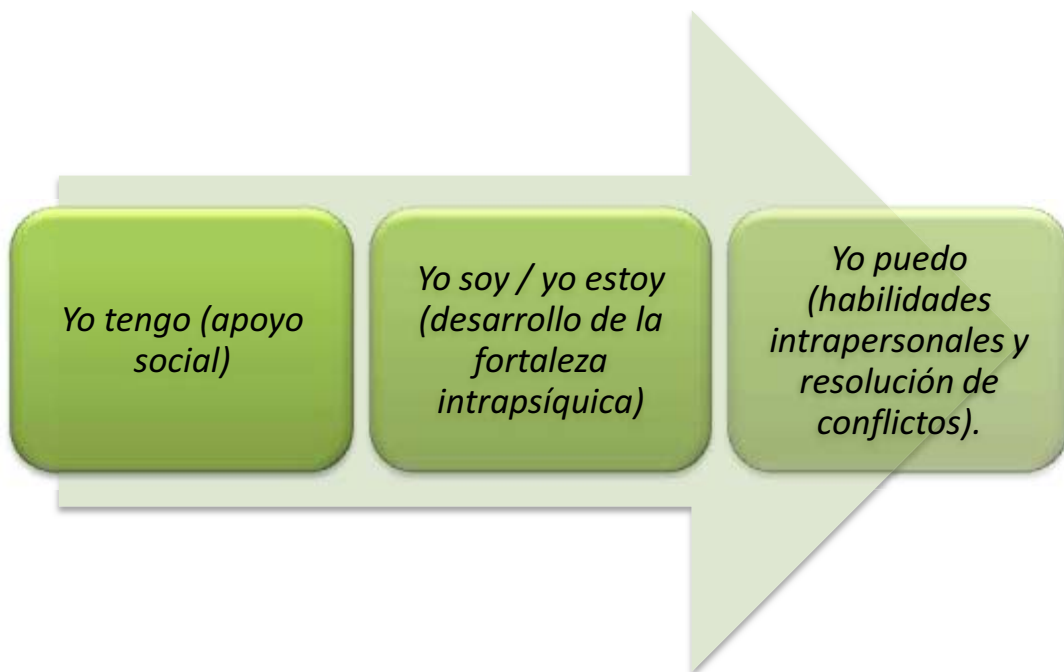 Yo tengo (apoyo
social)
Yo soy / yo estoy
(desarrollo de la
fortaleza
intrapsíquica)
Yo puedo
(habilidades
intrapersonales y
resolución de
conflictos).